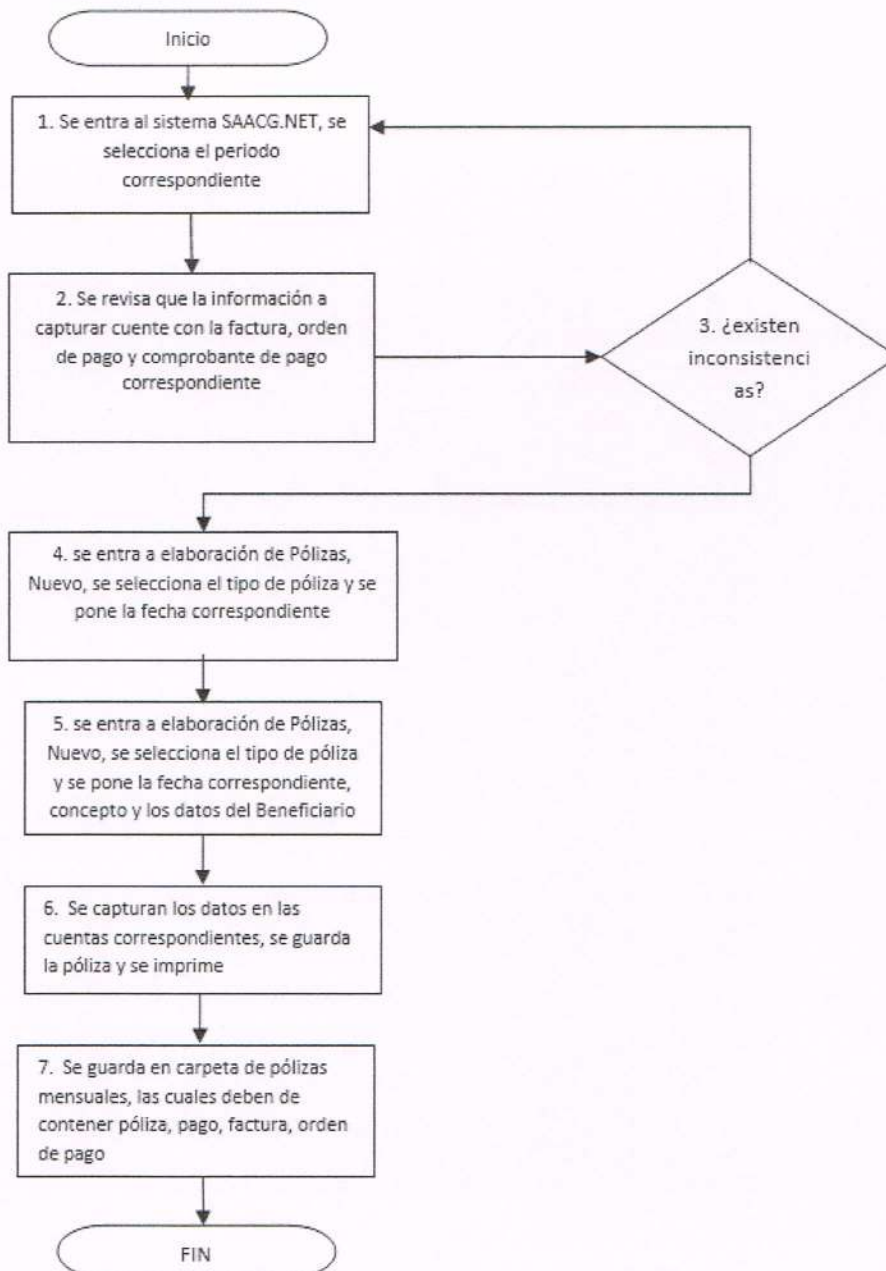 Inicio
1. Se entra al sistema SAACG.NET, se
selecciona el periodo
correspondiente
2. Se revisa que la información a
capturar cuente con la factura, orden
de pago y comprobante de pago
correspondiente
3. ¿existen
inconsistenci
as?
4. se entra a elaboración de Pólizas,
Nuevo, se selecciona el tipo de póliza y se
pone la fecha correspondiente
5. se entra a elaboración de Pólizas,
Nuevo, se selecciona el tipo de póliza
y se pone la fecha correspondiente,
concepto y los datos del Beneficiario
6. Se capturan los datos en las
cuentas correspondientes, se guarda
la póliza y se imprime
7. Se guarda en carpeta de pólizas
mensuales, las cuales deben de
contener póliza, pago, factura, orden
de pago
FIN